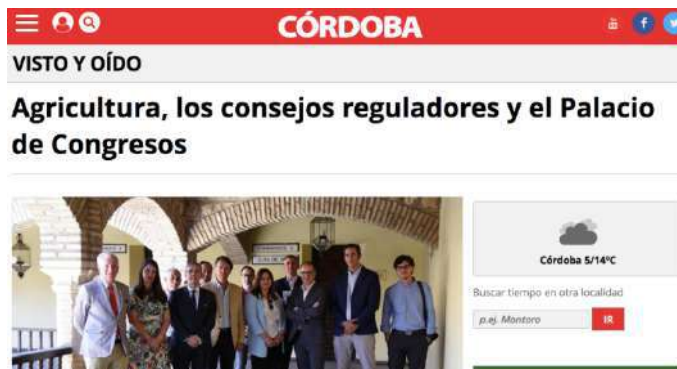 CÓRDOBA
VISTO Y OÍDO
Agricultura, los consejos reguladores y el Palacio
de Congresos
Córdoba 5/14ºC
Buscar tiempo en otra localidad
p.ej. Montoro
IR